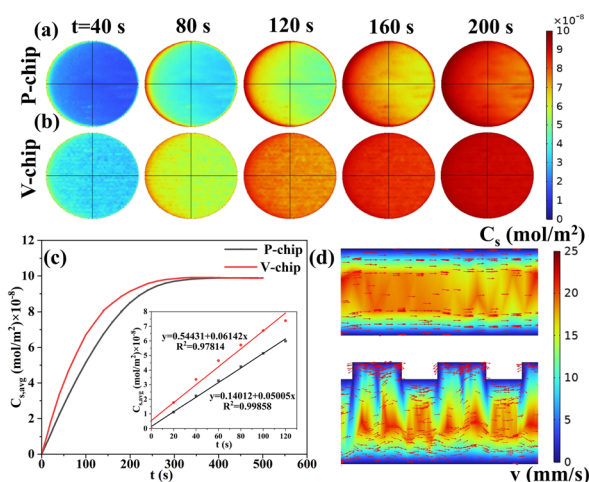 (a) t=40 s 80 s 120 s 160 s 200 s ×10⁻⁸
P-chip
(b)
V-chip
10
9
8
7
6
5
4
3
2
1
0
Cs (mol/m²)
(c)
P-chip
V-chip
Cs,avg (mol/m²)×10⁻⁸
12
10
8
6
4
2
0
0 100 200 300 400 500 600
t (s)
Cs,avg (mol/m²)×10⁻⁸
8
7
6
5
4
3
2
1
0
y=0.54431+0.06142x
R²=0.97814
y=0.14012+0.05005x
R²=0.99858
0 20 40 60 80 100 120
t (s)
(d)
25
20
15
10
5
0
v (mm/s)